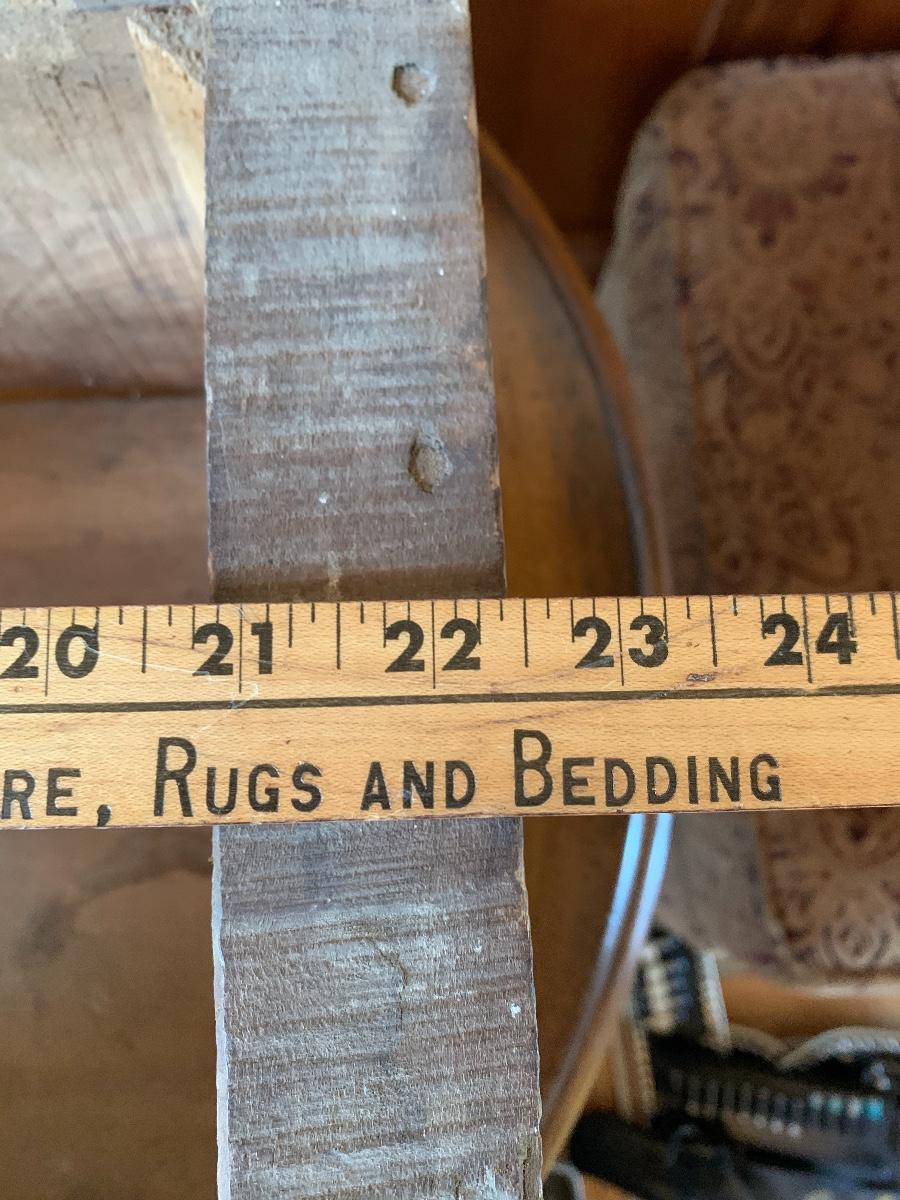 20 21 22 23 24
RE, RUGS AND BEDDING